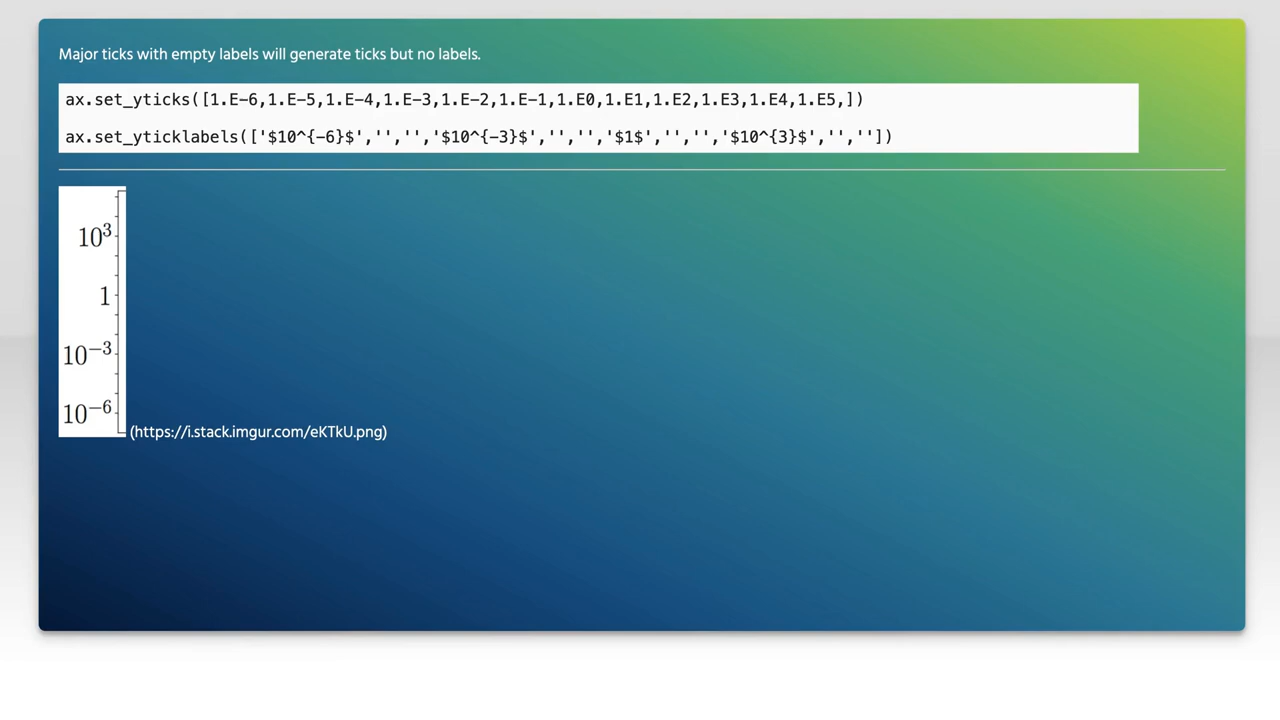 Major ticks with empty labels will generate ticks but no labels.
ax.set_yticks([1.E-6,1.E-5,1.E-4,1.E-3,1.E-2,1.E-1,1.E0,1.E1,1.E2,1.E3,1.E4,1.E5,])
ax.set_yticklabels(['$10^{-6}$','','','$10^{-3}$','','','$1$','','','$10^{3}$','',''])
10³
1
10⁻³
10⁻⁶
(https://i.stack.imgur.com/eKTkU.png)